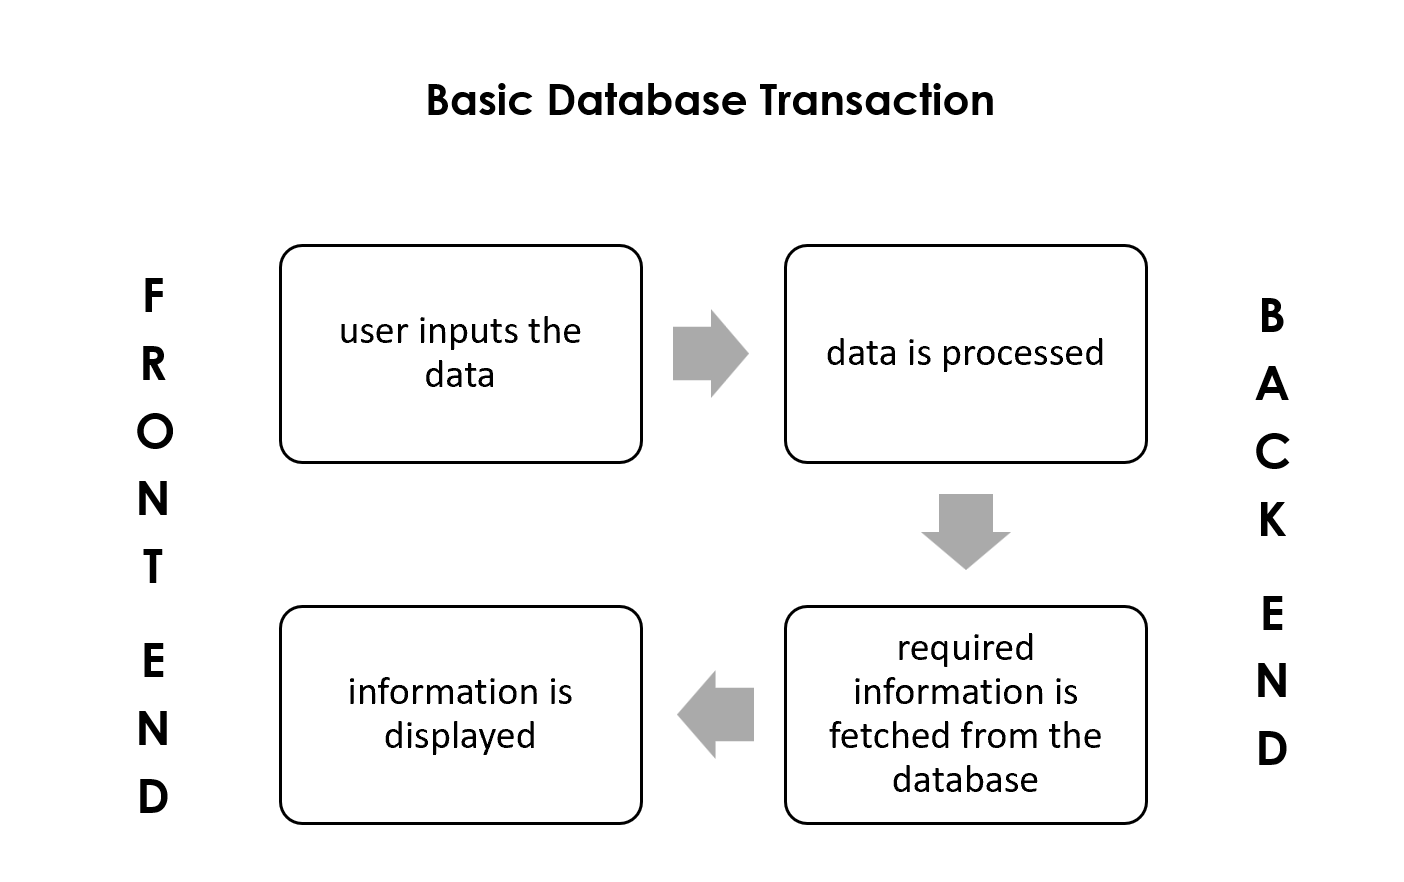 Basic Database Transaction
FRONT END
user inputs the
data
data is processed
BACK END
information is
displayed
required
information is
fetched from the
database